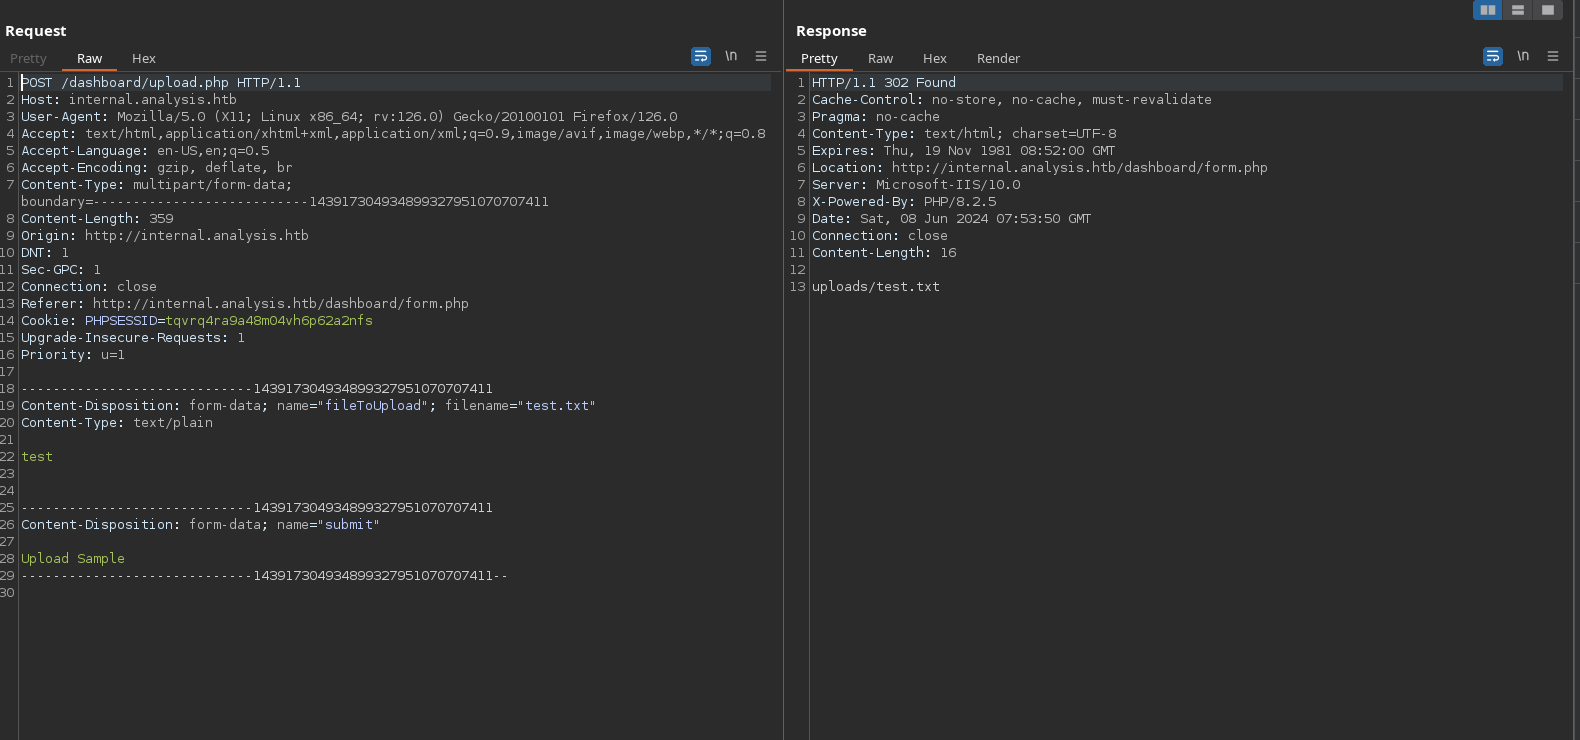 Request
Pretty Raw Hex \n
1 POST /dashboard/upload.php HTTP/1.1
2 Host: internal.analysis.htb
3 User-Agent: Mozilla/5.0 (X11; Linux x86_64; rv:126.0) Gecko/20100101 Firefox/126.0
4 Accept: text/html,application/xhtml+xml,application/xml;q=0.9,image/avif,image/webp,*/*;q=0.8
5 Accept-Language: en-US,en;q=0.5
6 Accept-Encoding: gzip, deflate, br
7 Content-Type: multipart/form-data;
boundary=---------------------------143917304934899327951070707411
8 Content-Length: 359
9 Origin: http://internal.analysis.htb
10 DNT: 1
11 Sec-GPC: 1
12 Connection: close
13 Referer: http://internal.analysis.htb/dashboard/form.php
14 Cookie: PHPSESSID=tqvrq4ra9a48m04vh6p62a2nfs
15 Upgrade-Insecure-Requests: 1
16 Priority: u=1
17
18 -----------------------------143917304934899327951070707411
19 Content-Disposition: form-data; name="fileToUpload"; filename="test.txt"
20 Content-Type: text/plain
21
22 test
23
24
25 -----------------------------143917304934899327951070707411
26 Content-Disposition: form-data; name="submit"
27
28 Upload Sample
29 -----------------------------143917304934899327951070707411--
30
Response
Pretty Raw Hex Render \n
1 HTTP/1.1 302 Found
2 Cache-Control: no-store, no-cache, must-revalidate
3 Pragma: no-cache
4 Content-Type: text/html; charset=UTF-8
5 Expires: Thu, 19 Nov 1981 08:52:00 GMT
6 Location: http://internal.analysis.htb/dashboard/form.php
7 Server: Microsoft-IIS/10.0
8 X-Powered-By: PHP/8.2.5
9 Date: Sat, 08 Jun 2024 07:53:50 GMT
10 Connection: close
11 Content-Length: 16
12
13 uploads/test.txt